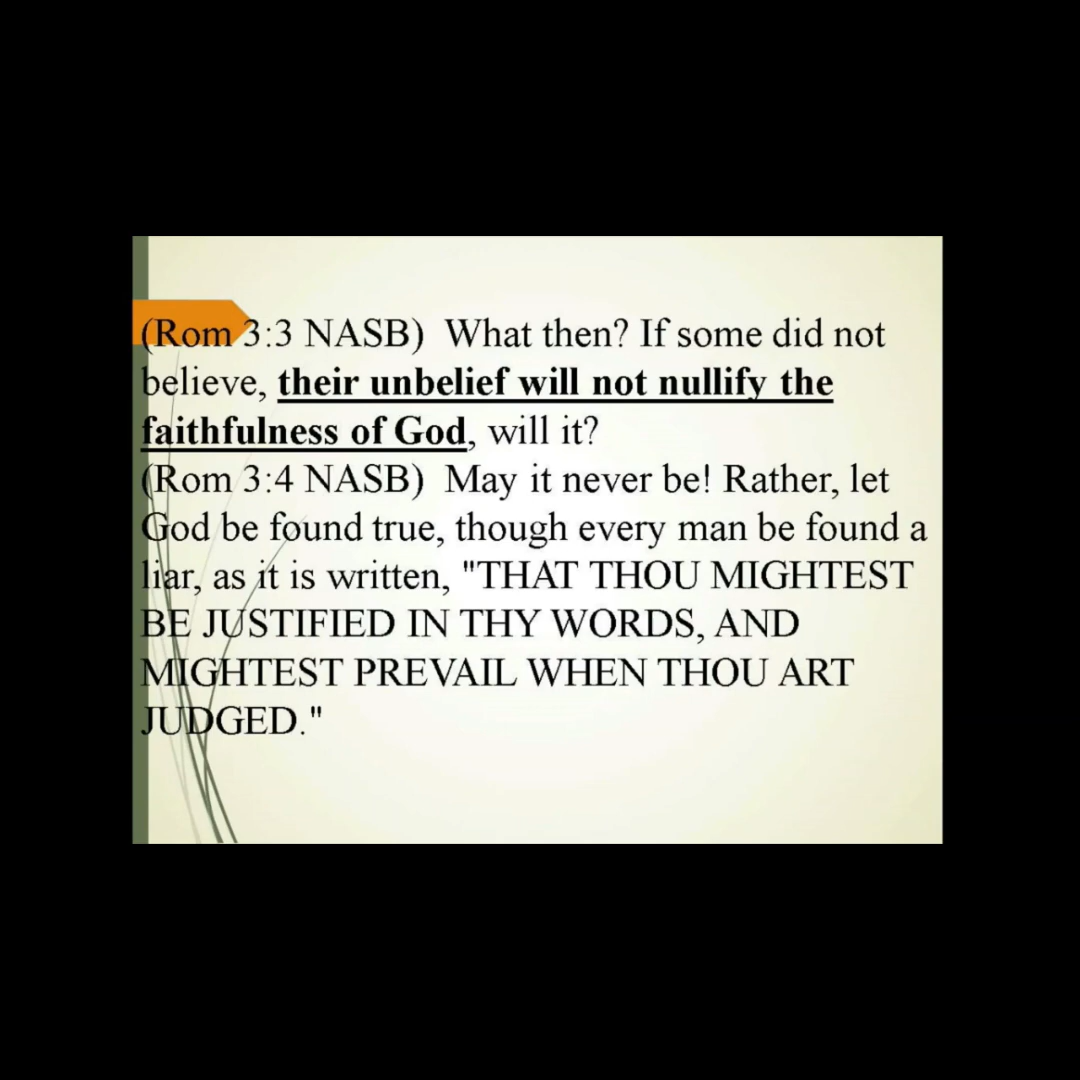 (Rom 3:3 NASB)  What then? If some did not
believe, their unbelief will not nullify the
faithfulness of God, will it?
(Rom 3:4 NASB)  May it never be! Rather, let
God be found true, though every man be found a
liar, as it is written, "THAT THOU MIGHTEST
BE JUSTIFIED IN THY WORDS, AND
MIGHTEST PREVAIL WHEN THOU ART
JUDGED."